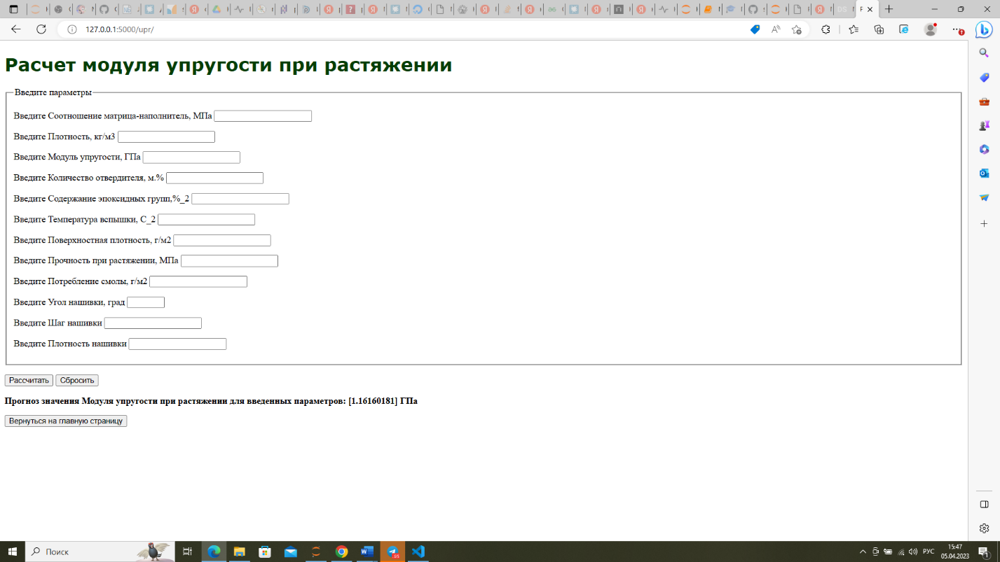 127.0.0.1:5000/upr/
Расчет модуля упругости при растяжении
Введите параметры
Введите Соотношение матрица-наполнитель, МПа
Введите Плотность, кг/м3
Введите Модуль упругости, ГПа
Введите Количество отвердителя, м.%
Введите Содержание эпоксидных групп,%_2
Введите Температура вспышки, С_2
Введите Поверхностная плотность, г/м2
Введите Прочность при растяжении, МПа
Введите Потребление смолы, г/м2
Введите Угол нашивки, град
Введите Шаг нашивки
Введите Плотность нашивки
Рассчитать Сбросить
Прогноз значения Модуля упругости при растяжении для введенных параметров: [1.16160181] ГПа
Вернуться на главную страницу
Поиск
РУС
15:47
05.04.2023